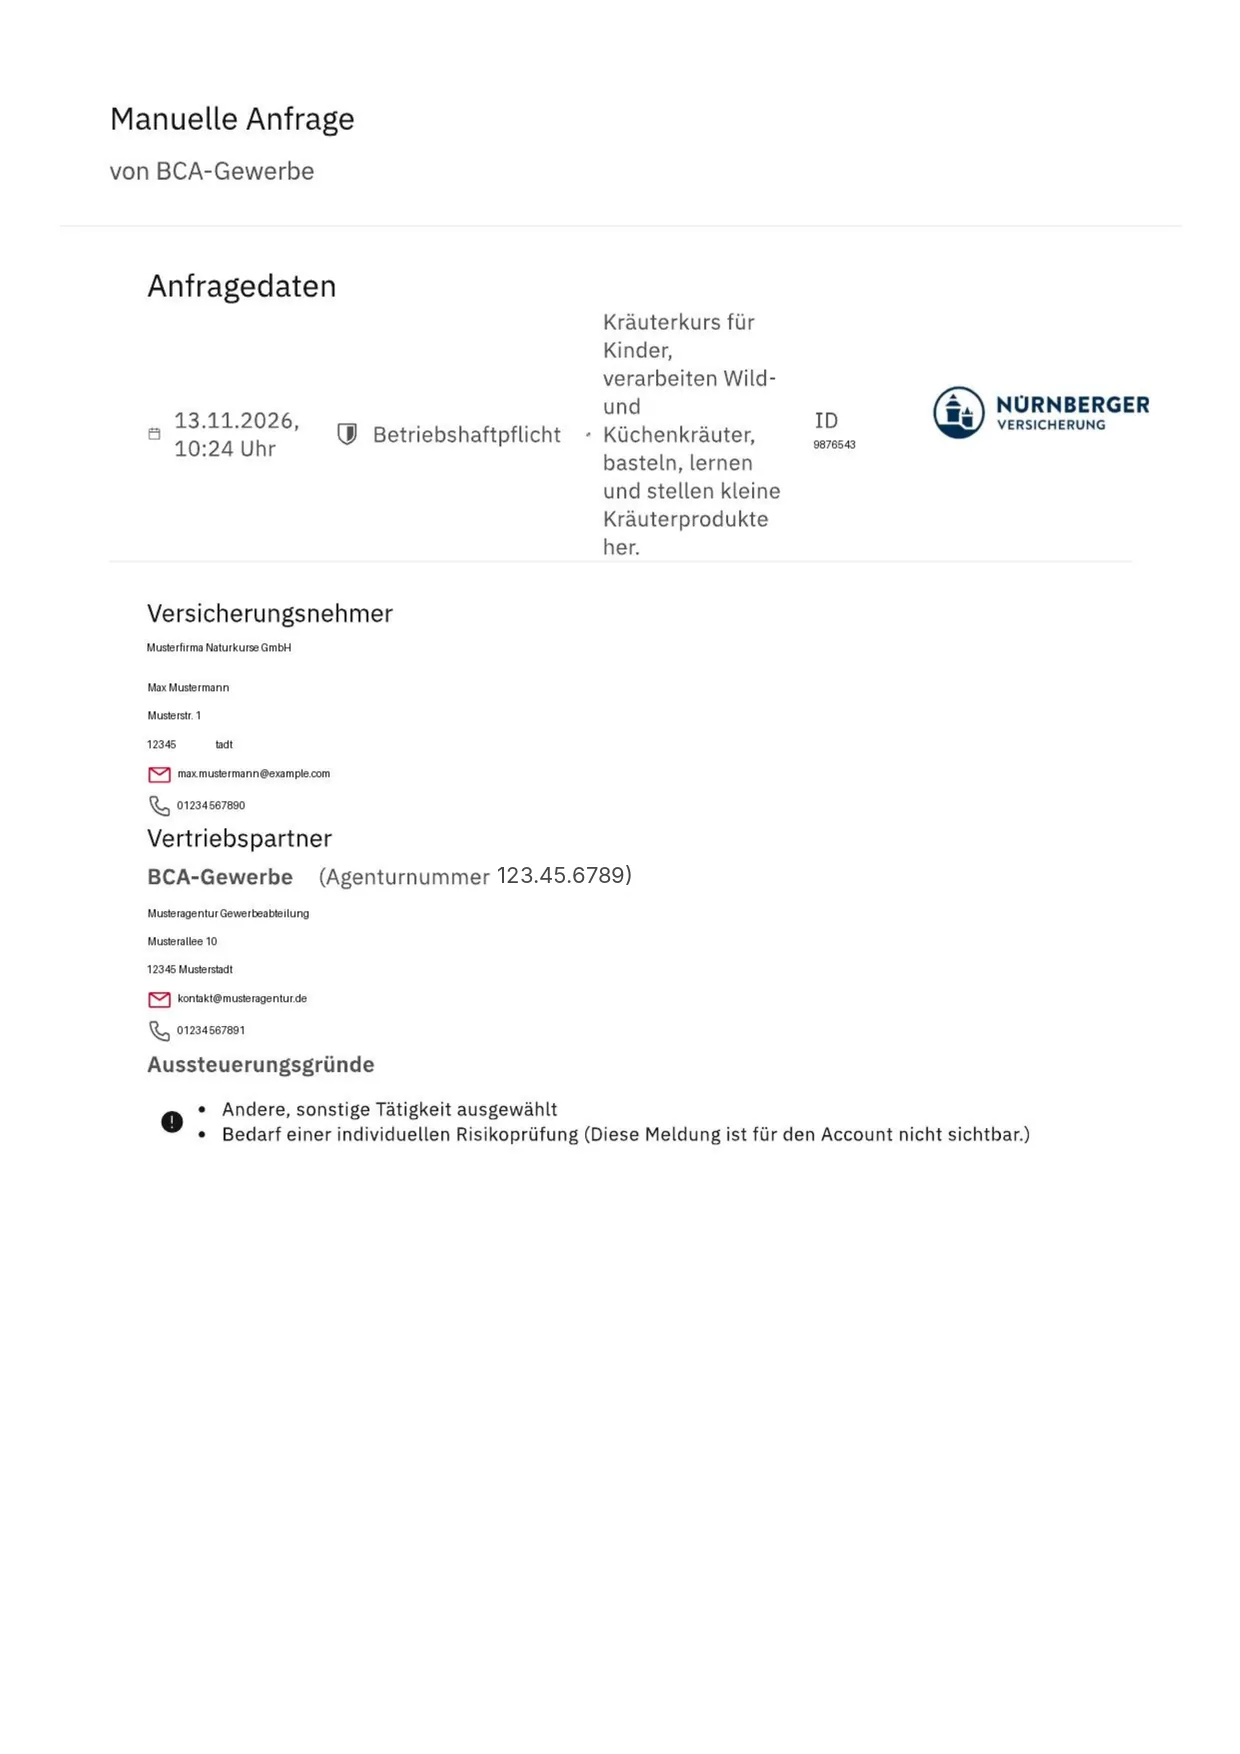 Manuelle Anfrage
von BCA-Gewerbe
Anfragedaten
13.11.2026,
10:24 Uhr
Betriebshaftpflicht
Kräuterkurs für
Kinder,
verarbeiten Wild-
und
Küchenkräuter,
basteln, lernen
und stellen kleine
Kräuterprodukte
her.
ID
9876543
NÜRNBERGER
VERSICHERUNG
Versicherungsnehmer
Musterfirma Naturkurse GmbH
Max Mustermann
Musterstr. 1
12345 tadt
max.mustermann@example.com
01234567890
Vertriebspartner
BCA-Gewerbe (Agenturnummer 123.45.6789)
Musteragentur Gewerbeabteilung
Musterallee 10
12345 Musterstadt
kontakt@musteragentur.de
01234567891
Aussteuerungsgründe
• Andere, sonstige Tätigkeit ausgewählt
• Bedarf einer individuellen Risikoprüfung (Diese Meldung ist für den Account nicht sichtbar.)